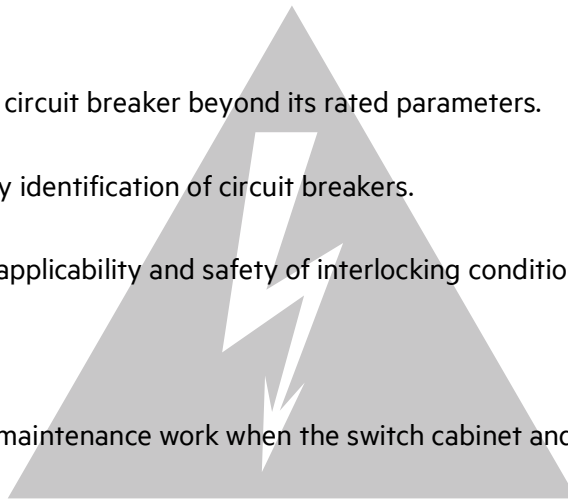 circuit breaker beyond its rated parameters.
y identification of circuit breakers.
applicability and safety of interlocking conditio
maintenance work when the switch cabinet and